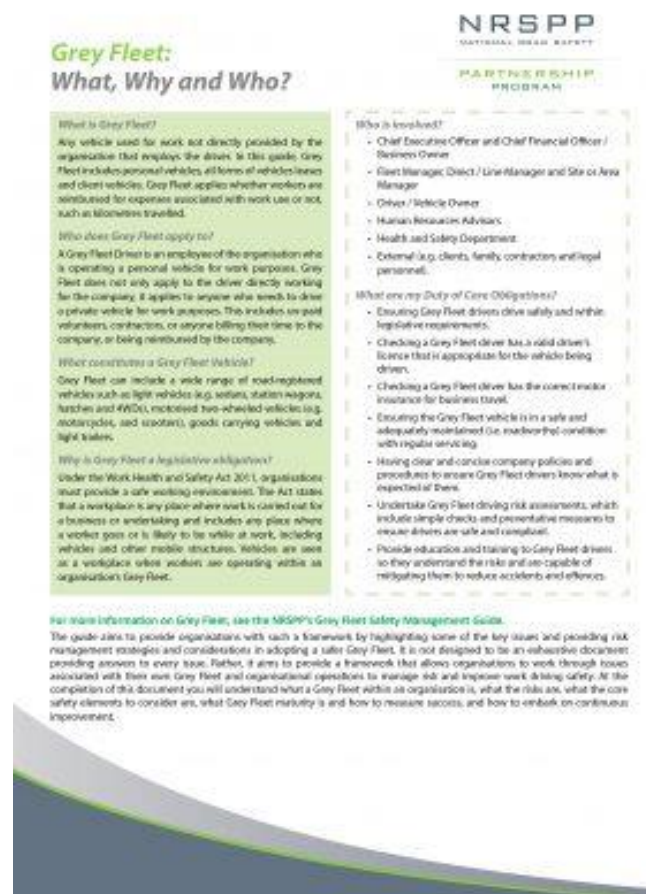 NRSPP
NATIONAL ROAD SAFETY
PARTNERSHIP
PROGRAM
Grey Fleet:
What, Why and Who?
What is Grey Fleet?
Any vehicle used for work not directly provided by the
organisation that employs the driver. In this guide, Grey
Fleet includes personal vehicles, all forms of vehicles leases
and client vehicles. Grey Fleet applies whether workers are
reimbursed for expenses associated with work use or not,
such as kilometres travelled.
Who does Grey Fleet apply to?
A Grey Fleet Driver is an employee of the organisation who
is operating a personal vehicle for work purposes. Grey
Fleet does not only apply to the driver directly working
for the company, it applies to anyone who needs to drive
a private vehicle for work purposes. This includes un-paid
volunteers, contractors, or anyone billing their time to the
company, or being reimbursed by the company.
What constitutes a Grey Fleet Vehicle?
Grey Fleet can include a wide range of road-registered
vehicles such as light vehicles (e.g. sedans, station wagons,
hatches and 4WDs), motorised two-wheeled vehicles (e.g.
motorcycles, and scooters), goods carrying vehicles and
light trailers.
Why is Grey Fleet a legislative obligation?
Under the Work Health and Safety Act 2011, organisations
must provide a safe working environment. The Act states
that a workplace is any place where work is carried out for
a business or undertaking and includes any place where
a worker goes or is likely to be while at work, including
vehicles and other mobile structures. Vehicles are seen
as a workplace when workers are operating within an
organisation's Grey Fleet.
Who is involved?
• Chief Executive Officer and Chief Financial Officer /
Business Owner
• Fleet Manager, Direct / Line Manager and Site or Area
Manager
• Driver / Vehicle Owner
• Human Resources Advisors
• Health and Safety Department
• External (e.g. clients, family, contractors and legal
personnel).
What are my Duty of Care Obligations?
• Ensuring Grey Fleet drivers drive safely and within
legislative requirements.
• Checking a Grey Fleet driver has a valid driver's
licence that is appropriate for the vehicle being
driven.
• Checking a Grey Fleet driver has the correct motor
insurance for business travel.
• Ensuring the Grey Fleet vehicle is in a safe and
adequately maintained (i.e. roadworthy) condition
with regular servicing.
• Having clear and concise company policies and
procedures to ensure Grey Fleet drivers know what is
expected of them.
• Undertake Grey Fleet driving risk assessments, which
include simple checks and preventative measures to
ensure drivers are safe and compliant.
• Provide education and training to Grey Fleet drivers
so they understand the risks and are capable of
mitigating them to reduce accidents and offences.
For more information on Grey Fleet, see the NRSPP's Grey Fleet Safety Management Guide.
The guide aims to provide organisations with such a framework by highlighting some of the key issues and providing risk
management strategies and considerations in adopting a safer Grey Fleet. It is not designed to be an exhaustive document
providing answers to every issue. Rather, it aims to provide a framework that allows organisations to work through issues
associated with their own Grey Fleet and organisational operations to manage risk and improve work driving safety. At the
completion of this document you will understand what a Grey Fleet within an organisation is, what the risks are, what the core
safety elements to consider are, what Grey Fleet maturity is and how to measure success, and how to embark on continuous
improvement.